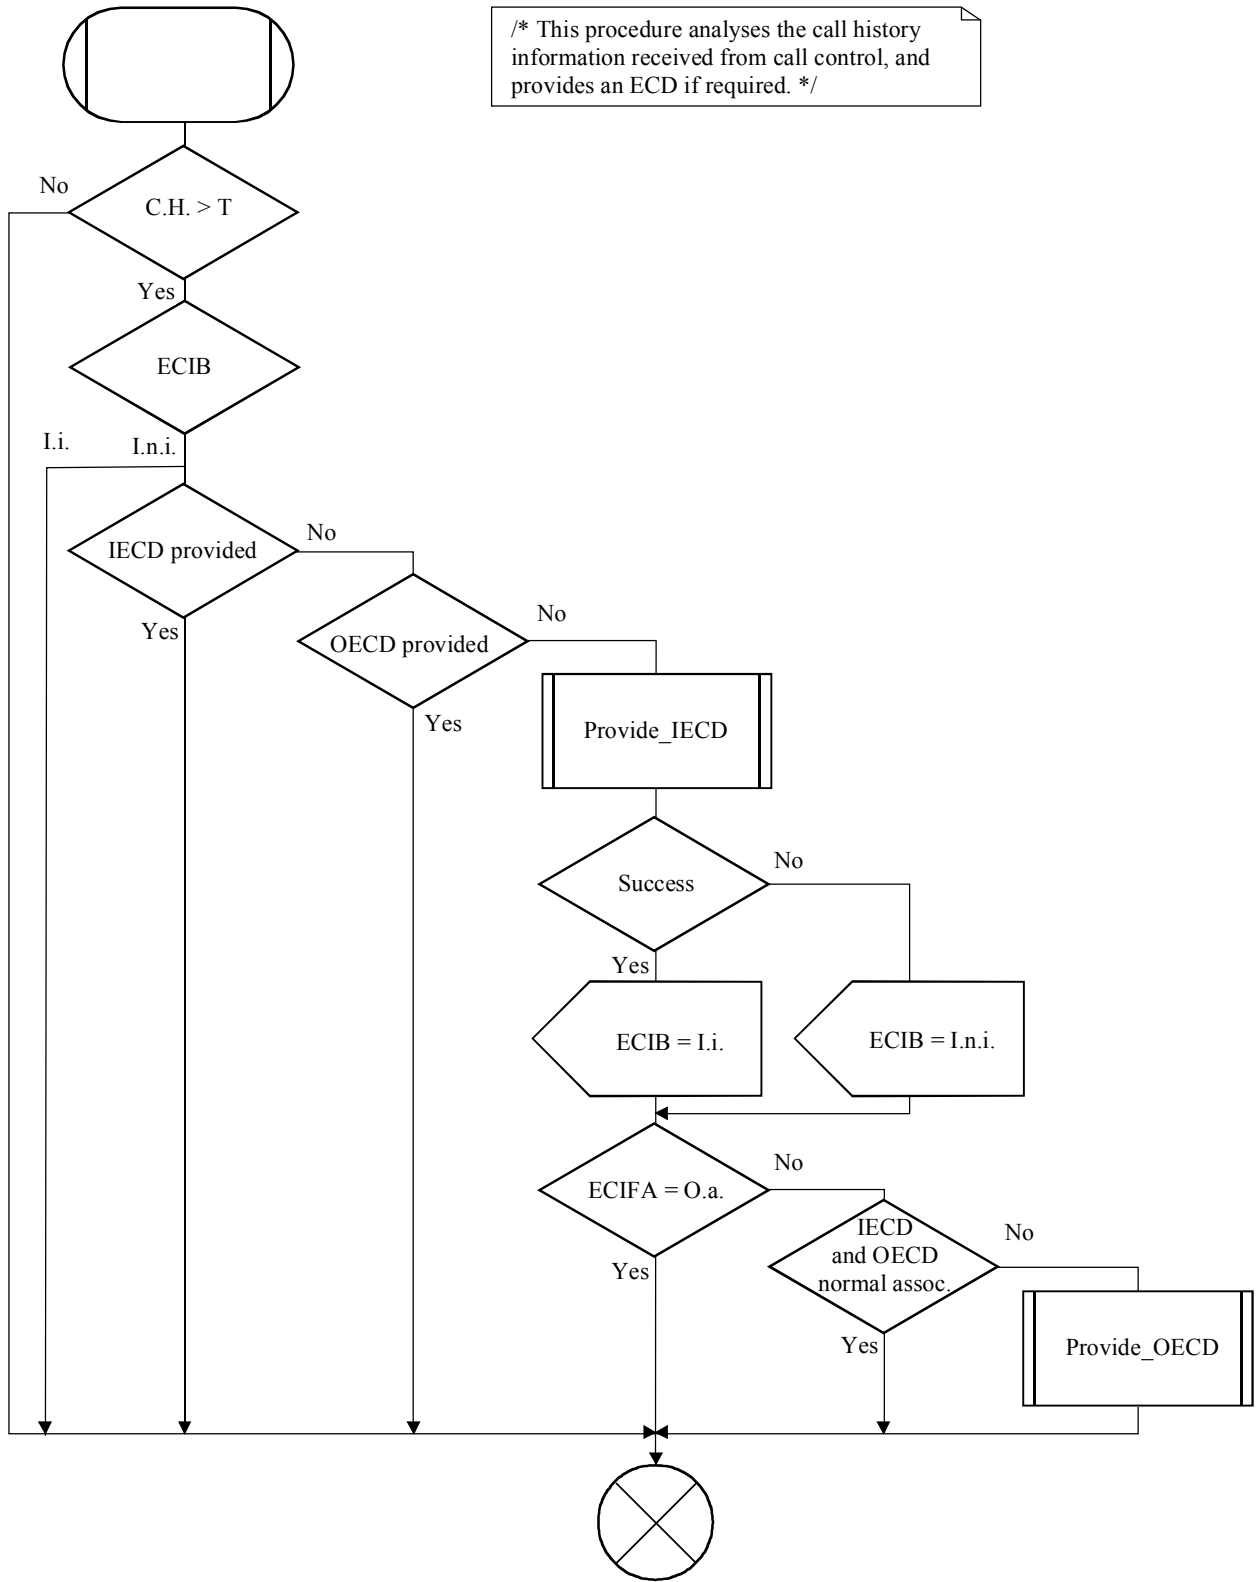 /* This procedure analyses the call history
information received from call control, and
provides an ECD if required. */
No
C.H. > T
Yes
ECIB
I.i.
I.n.i.
IECD provided
No
Yes
OECD provided
No
Yes
Provide_IECD
Success
No
Yes
ECIB = I.i.
ECIB = I.n.i.
ECIFA = O.a.
No
Yes
IECD
and OECD
normal assoc.
No
Yes
Provide_OECD